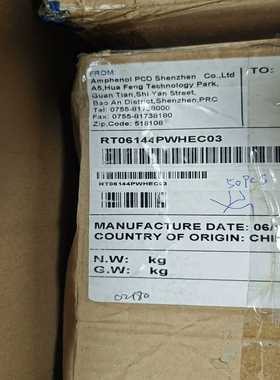 FROM:
TO:
Amphenol PCD Shenzhen Co.,Ltd
A5,Hua Feng Technology Park,
Guan Tian,Shi Yan Street,
Bao An District,Shenzhen,PRC
Tel: 0755-81738000
Fax: 0755-81738180
Zip,Code: 518108
RT06144PWHEC03
RT06144PWHEC03
50PCS
MANUFACTURE DATE: 06/
COUNTRY OF ORIGIN: CHI
N.W: kg
G.W: kg